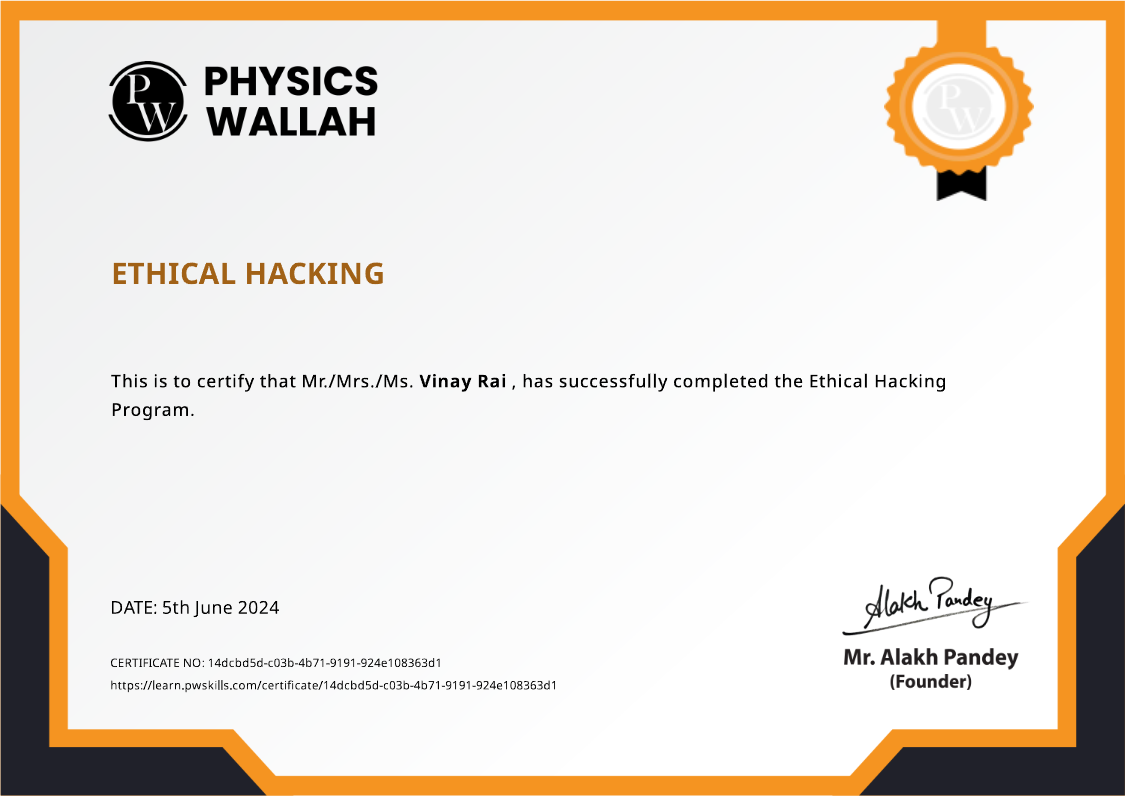 PW
PHYSICS
WALLAH
PW
ETHICAL HACKING
This is to certify that Mr./Mrs./Ms. Vinay Rai , has successfully completed the Ethical Hacking
Program.
DATE: 5th June 2024
CERTIFICATE NO: 14dcbd5d-c03b-4b71-9191-924e108363d1
https://learn.pwskills.com/certificate/14dcbd5d-c03b-4b71-9191-924e108363d1
Alakh Pandey
Mr. Alakh Pandey
(Founder)